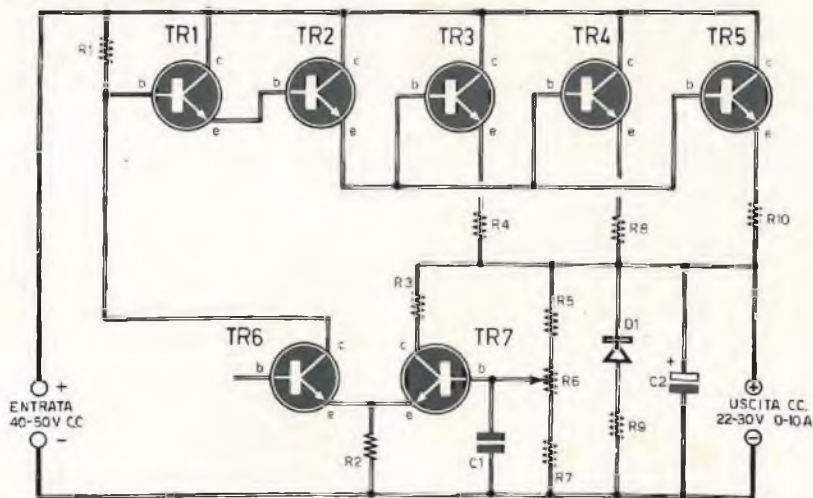 R1
TR1
TR2
TR3
TR4
TR5
b
c
e
b
c
e
b
c
e
b
c
e
b
c
e
R4
R8
R10
R3
R5
TR6
TR7
D1
b
c
e
c
b
e
R6
C2
+
+
ENTRATA
40-50V CC
-
+
USCITA CC.
22-30V 0-10A
-
R2
C1
R7
R9